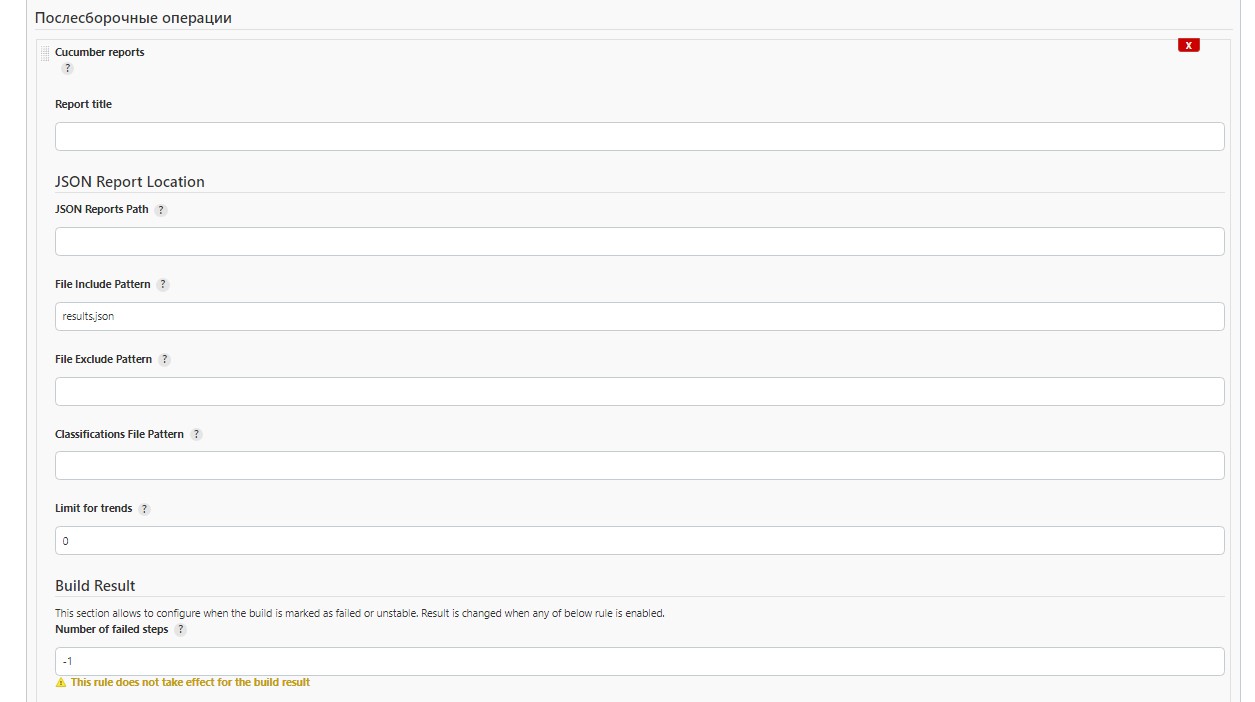 Послесборочные операции
Cucumber reports
X
?
Report title
JSON Report Location
JSON Reports Path ?
File Include Pattern ?
results.json
File Exclude Pattern ?
Classifications File Pattern ?
Limit for trends ?
0
Build Result
This section allows to configure when the build is marked as failed or unstable. Result is changed when any of below rule is enabled.
Number of failed steps ?
-1
This rule does not take effect for the build result